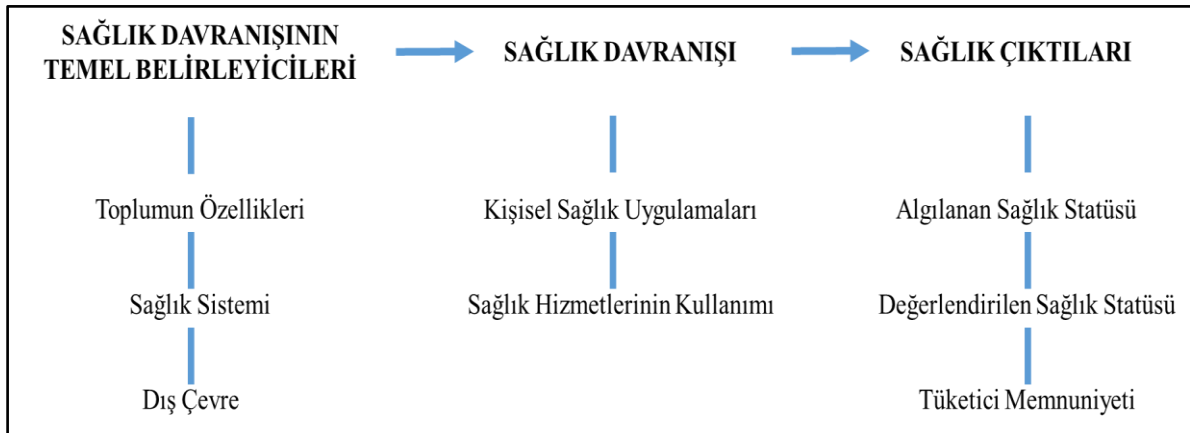 SAĞLIK DAVRANIŞININ
TEMEL BELİRLEYİCİLERİ
SAĞLIK DAVRANIŞI
SAĞLIK ÇIKTILARI
Toplumun Özellikleri
Kişisel Sağlık Uygulamaları
Algılanan Sağlık Statüsü
Sağlık Sistemi
Sağlık Hizmetlerinin Kullanımı
Değerlendirilen Sağlık Statüsü
Dış Çevre
Tüketici Memnuniyeti